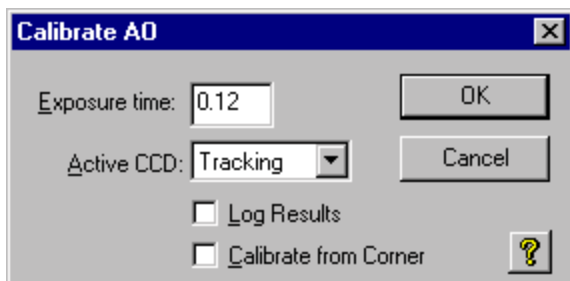 Calibrate AO
Exposure time: 0.12 OK
Active CCD: Tracking Cancel
Log Results
Calibrate from Corner ?